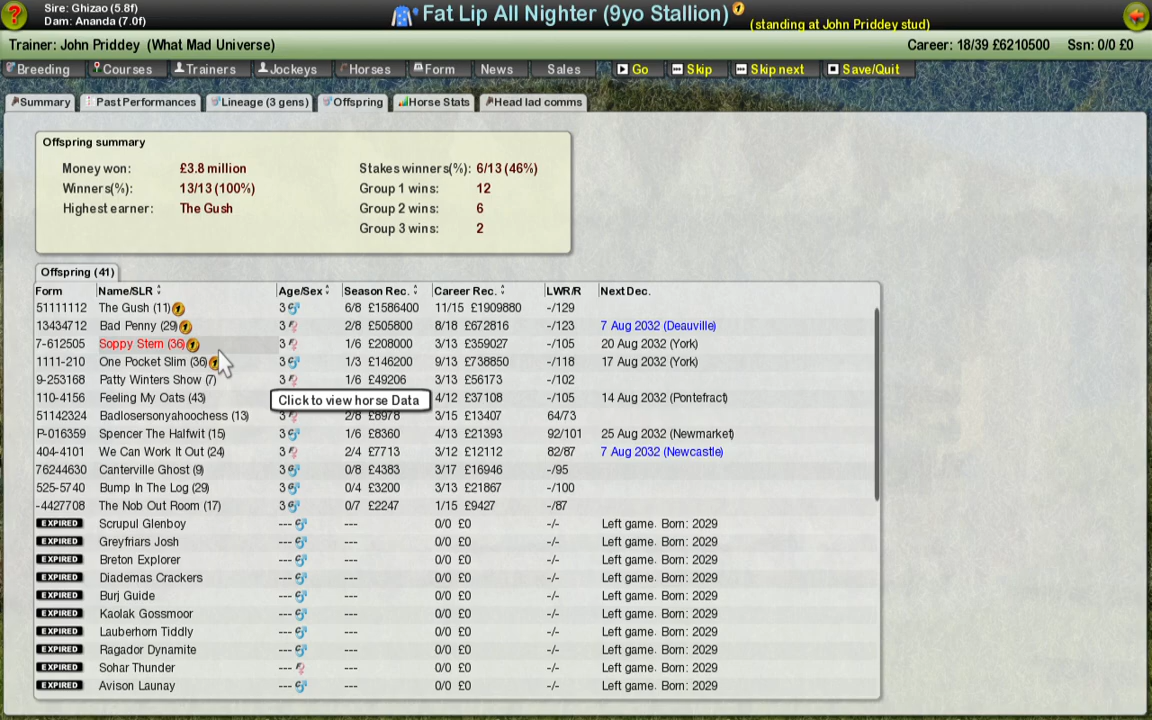 Sire: Ghizao (5.8f)
Dam: Ananda (7.0f)
Fat Lip All Nighter (9yo Stallion)
(standing at John Priddey stud)
Trainer: John Priddey (What Mad Universe)
Career: 18/39 £6210500 Ssn: 0/0 £0
Breeding Courses Trainers Jockeys Horses Form News Sales Go Skip Skip next Save/Quit
Summary Past Performances Lineage (3 gens) Offspring Horse Stats Head lad comms
Offspring summary
Money won: £3.8 million Stakes winners(%): 6/13 (46%)
Winners(%): 13/13 (100%) Group 1 wins: 12
Highest earner: The Gush Group 2 wins: 6
Group 3 wins: 2
Offspring (41)
Form Name/SLR Age/Sex Season Rec. Career Rec. LWR/R Next Dec.
51111112 The Gush (11) 3 6/8 £1586400 11/15 £1909880 -/129
13434712 Bad Penny (29) 3 2/8 £505800 8/18 £672816 -/123 7 Aug 2032 (Deauville)
7-612505 Soppy Stern (36) 3 1/6 £208000 3/13 £359027 -/105 20 Aug 2032 (York)
1111-210 One Pocket Slim (36) 3 1/3 £146200 9/13 £738850 -/118 17 Aug 2032 (York)
9-253168 Patty Winters Show (7) 3 1/6 £49206 3/13 £56173 -/102
110-4156 Feeling My Oats (43) 4/12 £37108 -/105 14 Aug 2032 (Pontefract)
Click to view horse Data
51142324 Badlosersonyahoochess (13) 3 2/8 £8978 3/15 £13407 64/73
P-016359 Spencer The Halfwit (15) 3 1/6 £8360 4/13 £21393 92/101 25 Aug 2032 (Newmarket)
404-4101 We Can Work It Out (24) 3 2/4 £7713 3/12 £12112 82/87 7 Aug 2032 (Newcastle)
76244630 Canterville Ghost (9) 3 0/8 £4383 3/17 £16946 -/95
525-5740 Bump In The Log (29) 3 0/4 £3200 3/13 £21867 -/100
-4427708 The Nob Out Room (17) 3 0/7 £2247 1/15 £9427 -/87
EXPIRED Scrupul Glenboy --- --- 0/0 £0 -/- Left game. Born: 2029
EXPIRED Greyfriars Josh --- --- 0/0 £0 -/- Left game. Born: 2029
EXPIRED Breton Explorer --- --- 0/0 £0 -/- Left game. Born: 2029
EXPIRED Diademas Crackers --- --- 0/0 £0 -/- Left game. Born: 2029
EXPIRED Burj Guide --- --- 0/0 £0 -/- Left game. Born: 2029
EXPIRED Kaolak Gossmoor --- --- 0/0 £0 -/- Left game. Born: 2029
EXPIRED Lauberhorn Tiddly --- --- 0/0 £0 -/- Left game. Born: 2029
EXPIRED Ragador Dynamite --- --- 0/0 £0 -/- Left game. Born: 2029
EXPIRED Sohar Thunder --- --- 0/0 £0 -/- Left game. Born: 2029
EXPIRED Avison Launay --- --- 0/0 £0 -/- Left game. Born: 2029